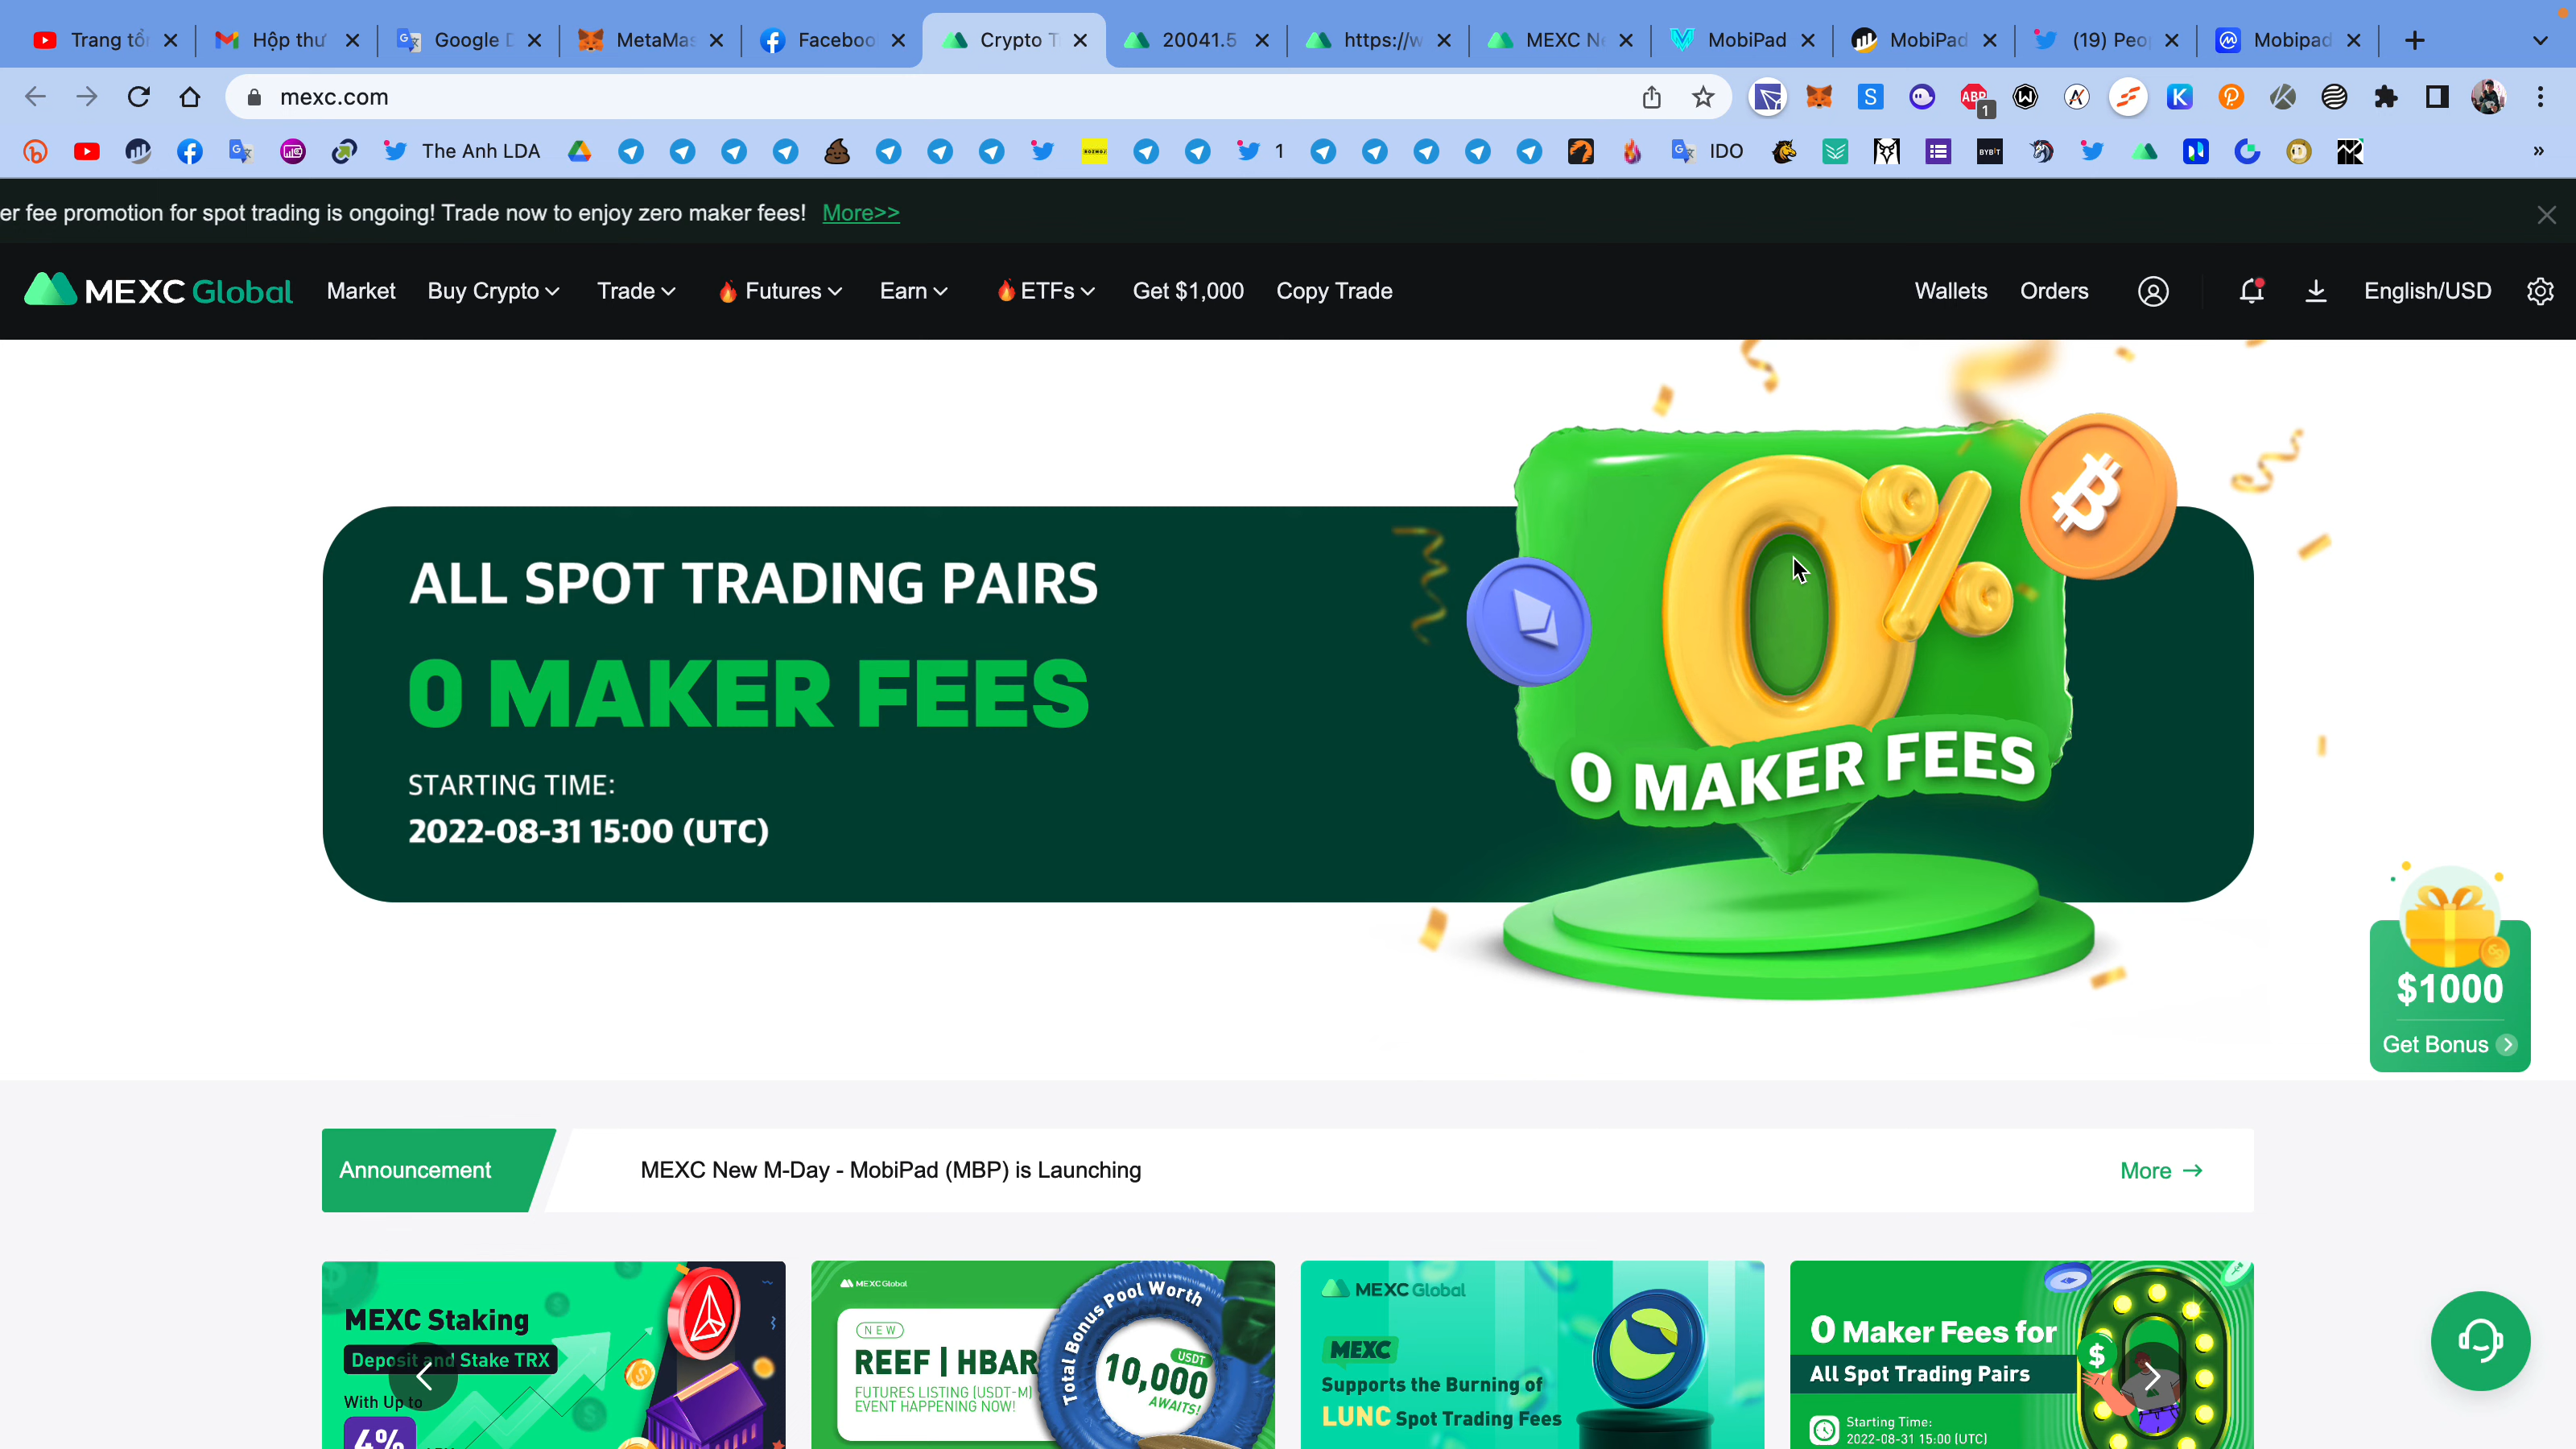 Trang tổ
Hộp thư
Google D
MetaMas
Faceboo
Crypto T
20041.5
https://w
MEXC Ne
MobiPad
MobiPad
(19) Peop
Mobipad
mexc.com
ABP
1
The Anh LDA
1
IDO
BYBIT
er fee promotion for spot trading is ongoing! Trade now to enjoy zero maker fees! More>>
MEXC Global
Market
Buy Crypto
Trade
Futures
Earn
ETFs
Get $1,000
Copy Trade
Wallets
Orders
English/USD
ALL SPOT TRADING PAIRS
0 MAKER FEES
STARTING TIME:
2022-08-31 15:00 (UTC)
0%
0 MAKER FEES
$1000
Get Bonus
Announcement
MEXC New M-Day - MobiPad (MBP) is Launching
More
MEXC Staking
Deposit and Stake TRX
With Up to
4%
MEXC Global
NEW
REEF | HBAR
FUTURES LISTING (USDT-M)
EVENT HAPPENING NOW!
Total Bonus Pool Worth
10,000
USDT
AWAITS!
MEXC Global
MEXC
Supports the Burning of
LUNC Spot Trading Fees
0 Maker Fees for
All Spot Trading Pairs
Starting Time:
2022-08-31 15:00 (UTC)